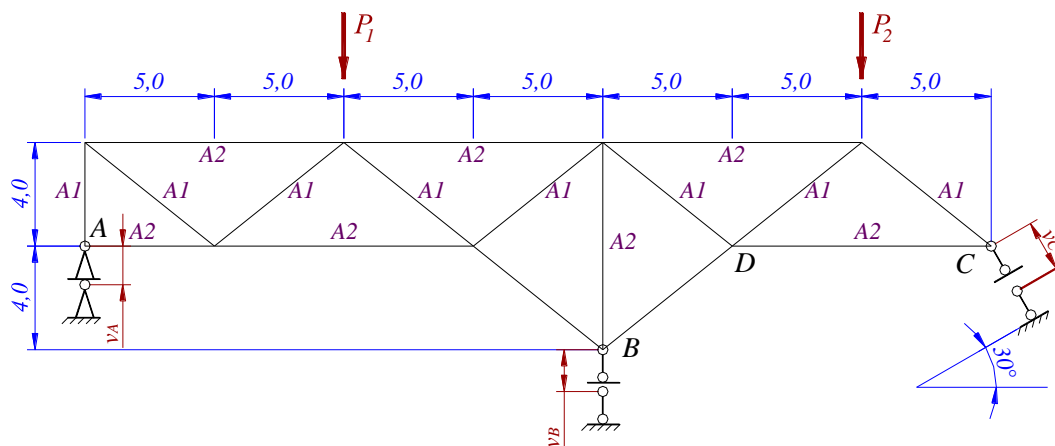 P1 P2
5,0 5,0 5,0 5,0 5,0 5,0 5,0
A2 A2 A2
4,0 A1 A1 A1 A1 A1 A1 A1 A1
A A2 A2 A2 A2
D C vC
4,0
vA B 30°
vB